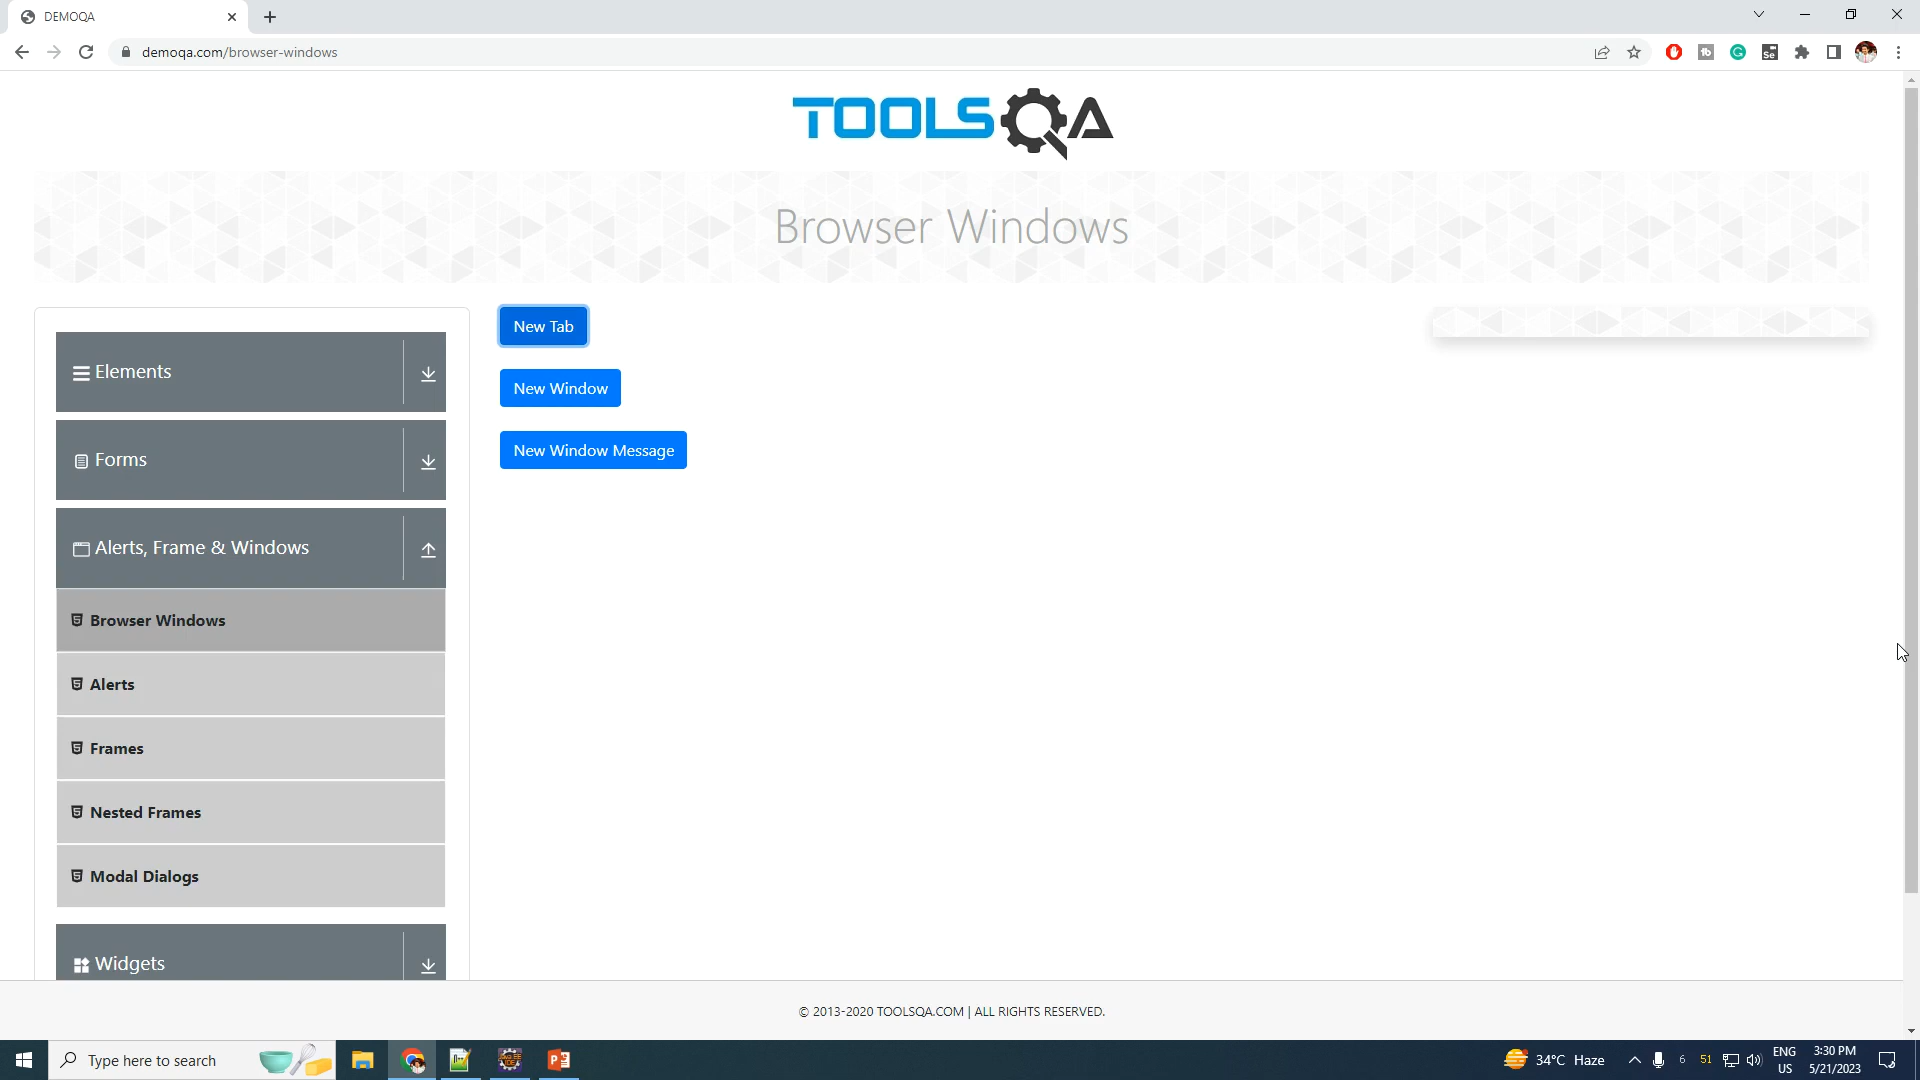 DEMOQA
demoqa.com/browser-windows
TOOLSQA
Browser Windows
Elements
New Tab
New Window
Forms
New Window Message
Alerts, Frame & Windows
Browser Windows
Alerts
Frames
Nested Frames
Modal Dialogs
Widgets
© 2013-2020 TOOLSQA.COM | ALL RIGHTS RESERVED.
Type here to search
34°C Haze
6
51
ENG
US
3:30 PM
5/21/2023